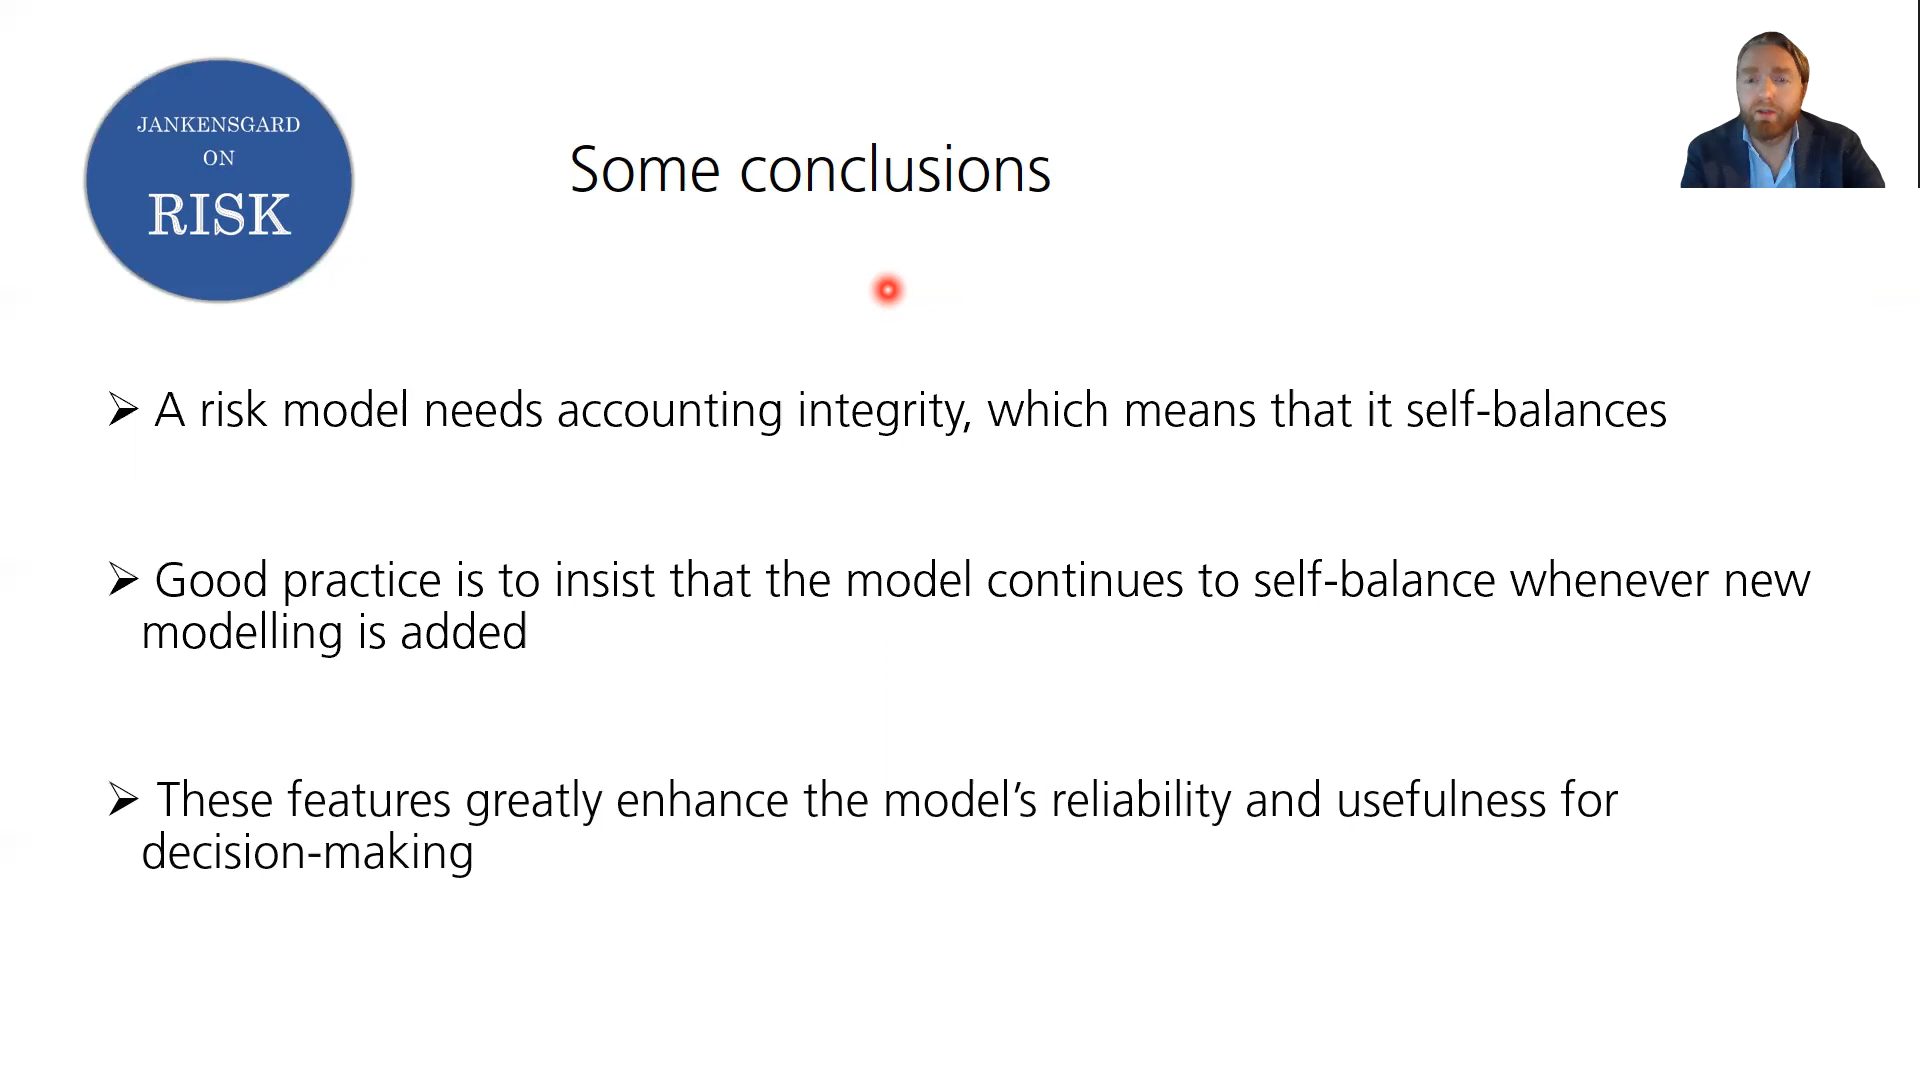 JANKENSGARD
ON
RISK
Some conclusions
➢ A risk model needs accounting integrity, which means that it self-balances
➢ Good practice is to insist that the model continues to self-balance whenever new
modelling is added
➢ These features greatly enhance the model’s reliability and usefulness for
decision-making